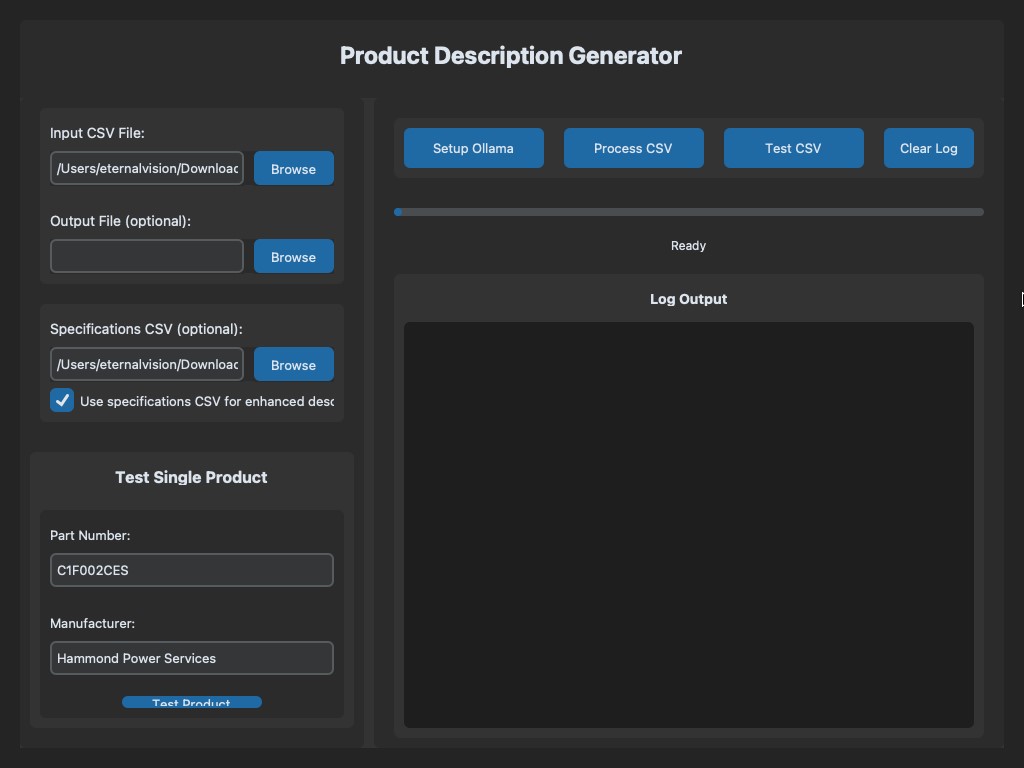 Product Description Generator
Input CSV File:
/Users/eternalvision/Downloac
Browse
Output File (optional):
Browse
Specifications CSV (optional):
/Users/eternalvision/Downloac
Browse
Use specifications CSV for enhanced desc
Test Single Product
Part Number:
C1F002CES
Manufacturer:
Hammond Power Services
Test Product
Setup Ollama
Process CSV
Test CSV
Clear Log
Ready
Log Output